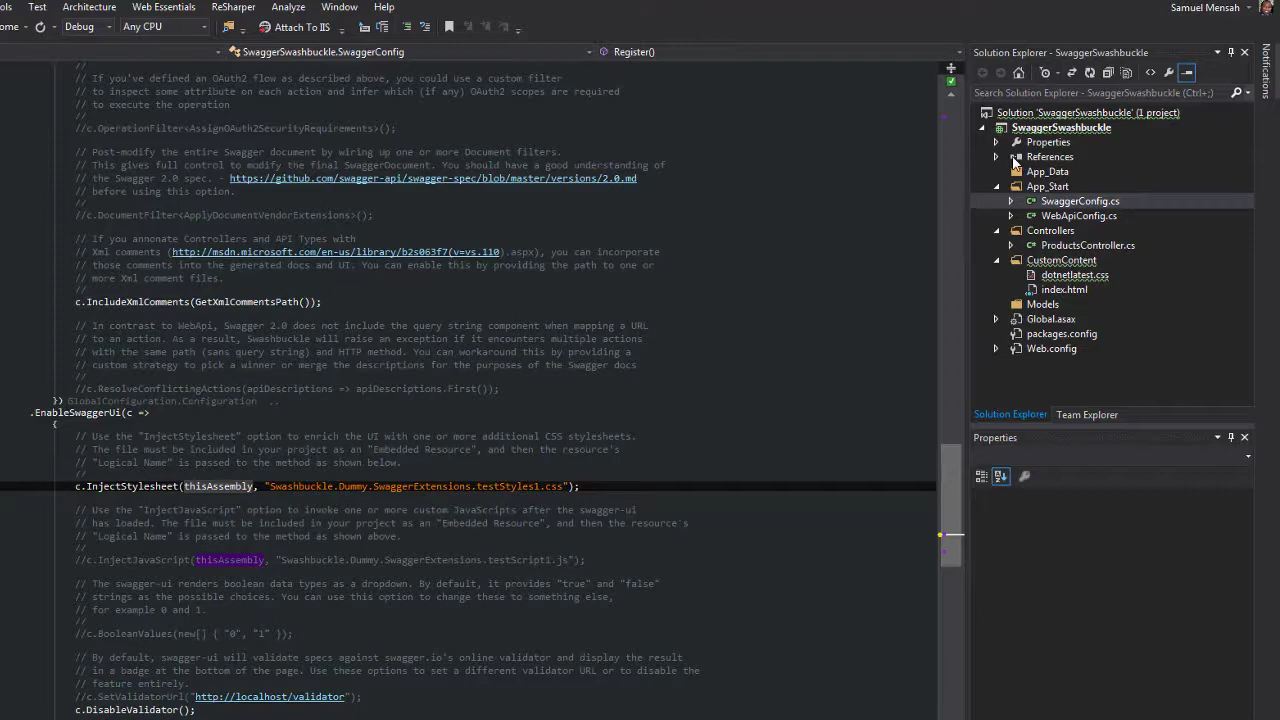 ols Test Architecture Web Essentials ReSharper Analyze Window Help
Samuel Mensah
ome Debug Any CPU Attach To IIS
SwaggerSwashbuckle.SwaggerConfig Register()
//
// If you've defined an OAuth2 flow as described above, you could use a custom filter
// to inspect some attribute on each action and infer which (if any) OAuth2 scopes are required
// to execute the operation
//
//c.OperationFilter<AssignOAuth2SecurityRequirements>();
// Post-modify the entire Swagger document by wiring up one or more Document filters.
// This gives full control to modify the final SwaggerDocument. You should have a good understanding of
// the Swagger 2.0 spec. - https://github.com/swagger-api/swagger-spec/blob/master/versions/2.0.md
// before using this option.
//
//c.DocumentFilter<ApplyDocumentVendorExtensions>();
// If you annonate Controllers and API Types with
// Xml comments (http://msdn.microsoft.com/en-us/library/b2s063f7(v=vs.110).aspx), you can incorporate
// those comments into the generated docs and UI. You can enable this by providing the path to one or
// more Xml comment files.
//
c.IncludeXmlComments(GetXmlCommentsPath());
// In contrast to WebApi, Swagger 2.0 does not include the query string component when mapping a URL
// to an action. As a result, Swashbuckle will raise an exception if it encounters multiple actions
// with the same path (sans query string) and HTTP method. You can workaround this by providing a
// custom strategy to pick a winner or merge the descriptions for the purposes of the Swagger docs
//
//c.ResolveConflictingActions(apiDescriptions => apiDescriptions.First());
}) GlobalConfiguration.Configuration ..
.EnableSwaggerUi(c =>
{
// Use the "InjectStylesheet" option to enrich the UI with one or more additional CSS stylesheets.
// The file must be included in your project as an "Embedded Resource", and then the resource's
// "Logical Name" is passed to the method as shown below.
//
c.InjectStylesheet(thisAssembly, "Swashbuckle.Dummy.SwaggerExtensions.testStyles1.css");
// Use the "InjectJavaScript" option to invoke one or more custom JavaScripts after the swagger-ui
// has loaded. The file must be included in your project as an "Embedded Resource", and then the resource's
// "Logical Name" is passed to the method as shown above.
//
//c.InjectJavaScript(thisAssembly, "Swashbuckle.Dummy.SwaggerExtensions.testScript1.js");
// The swagger-ui renders boolean data types as a dropdown. By default, it provides "true" and "false"
// strings as the possible choices. You can use this option to change these to something else,
// for example 0 and 1.
//
//c.BooleanValues(new[] { "0", "1" });
// By default, swagger-ui will validate specs against swagger.io's online validator and display the result
// in a badge at the bottom of the page. Use these options to set a different validator URL or to disable the
// feature entirely.
//c.SetValidatorUrl("http://localhost/validator");
c.DisableValidator();
Solution Explorer - SwaggerSwashbuckle
Search Solution Explorer - SwaggerSwashbuckle (Ctrl+;)
Solution 'SwaggerSwashbuckle' (1 project)
SwaggerSwashbuckle
Properties
References
App_Data
App_Start
SwaggerConfig.cs
WebApiConfig.cs
Controllers
ProductsController.cs
CustomContent
dotnetlatest.css
index.html
Models
Global.asax
packages.config
Web.config
Solution Explorer Team Explorer
Properties
Notifications